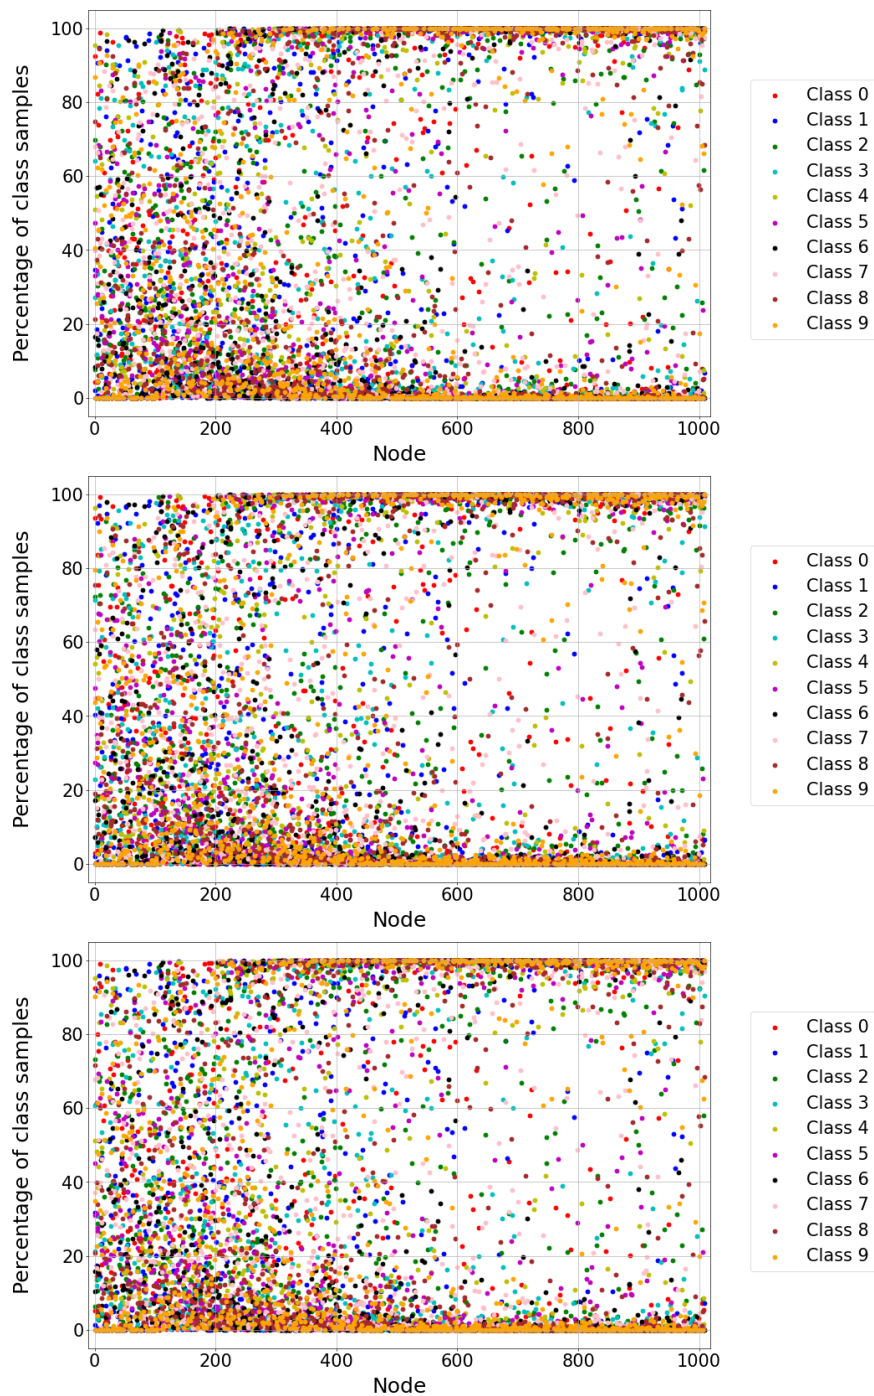 100
80
60
40
20
0
Percentage of class samples
0 200 400 600 800 1000
Node
Class 0
Class 1
Class 2
Class 3
Class 4
Class 5
Class 6
Class 7
Class 8
Class 9
100
80
60
40
20
0
Percentage of class samples
0 200 400 600 800 1000
Node
Class 0
Class 1
Class 2
Class 3
Class 4
Class 5
Class 6
Class 7
Class 8
Class 9
100
80
60
40
20
0
Percentage of class samples
0 200 400 600 800 1000
Node
Class 0
Class 1
Class 2
Class 3
Class 4
Class 5
Class 6
Class 7
Class 8
Class 9